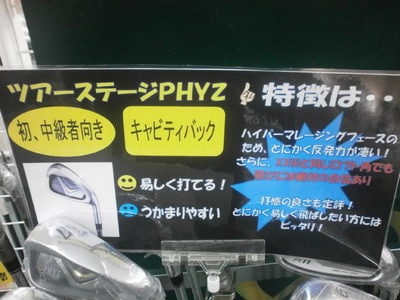 ツアーステージPHYZ
特徴は・・
初、中級者向き
キャビティバック
易しく打てる！
つかまりやすい
ハイパーマレージングフェースの
ため、とにかく反発力が凄い！
さらに、
打感の良さも定評！
とにかく易しく飛ばしたい方には
ピッタリ！